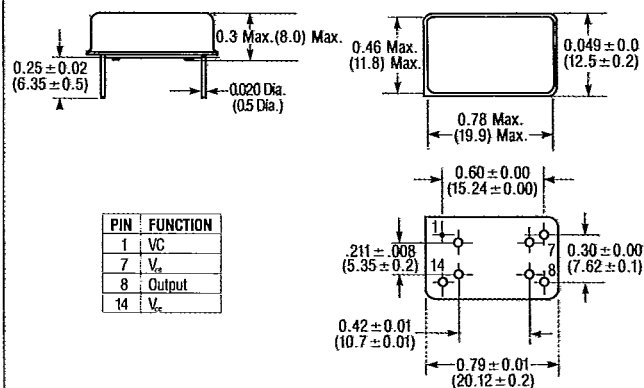 0.3 Max.(8.0) Max.
0.25 ± 0.02
(6.35 ± 0.5)
0.020 Dia.
(0.5 Dia.)
0.46 Max.
(11.8) Max.
0.049 ± 0.0
(12.5 ± 0.2)
0.78 Max.
(19.9) Max.
0.60 ± 0.00
(15.24 ± 0.00)
PIN FUNCTION
1 VC
7
8 Output
14
1
7
14
8
.211 ± .008
(5.35 ± 0.2)
0.30 ± 0.00
(7.62 ± 0.1)
0.42 ± 0.01
(10.7 ± 0.01)
0.79 ± 0.01
(20.12 ± 0.2)